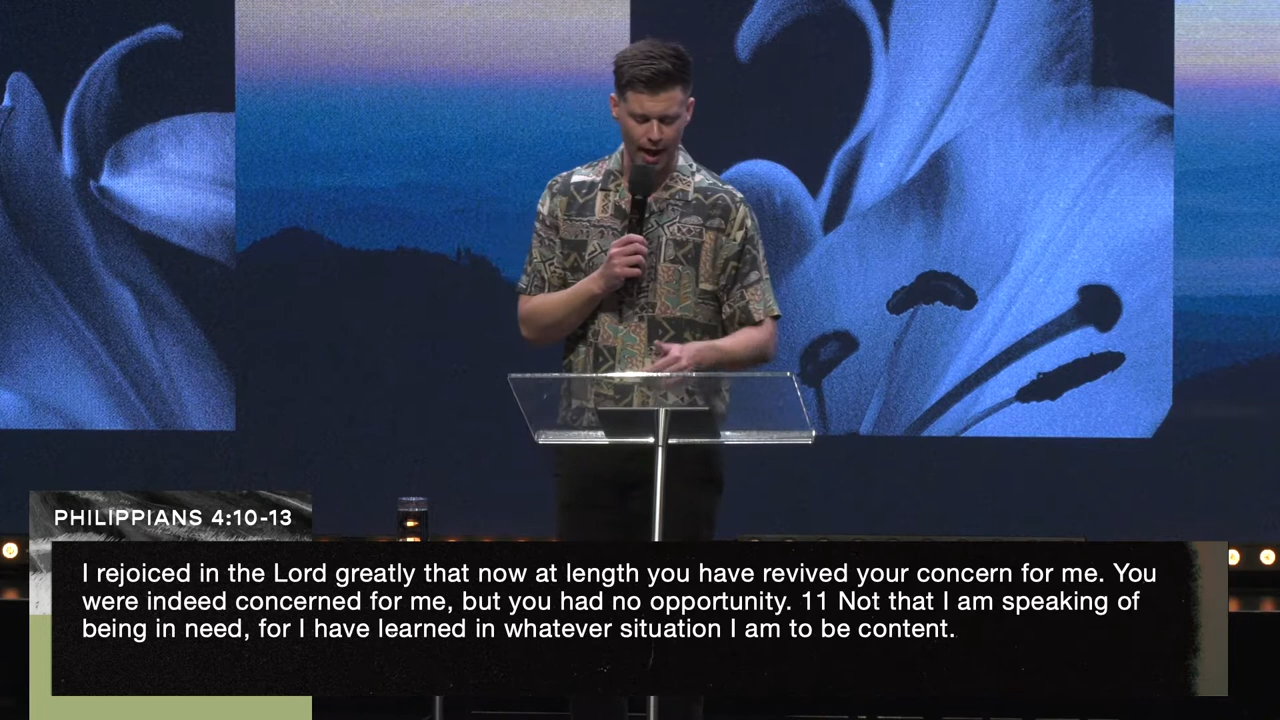 PHILIPPIANS 4:10-13
I rejoiced in the Lord greatly that now at length you have revived your concern for me. You
were indeed concerned for me, but you had no opportunity. 11 Not that I am speaking of
being in need, for I have learned in whatever situation I am to be content.